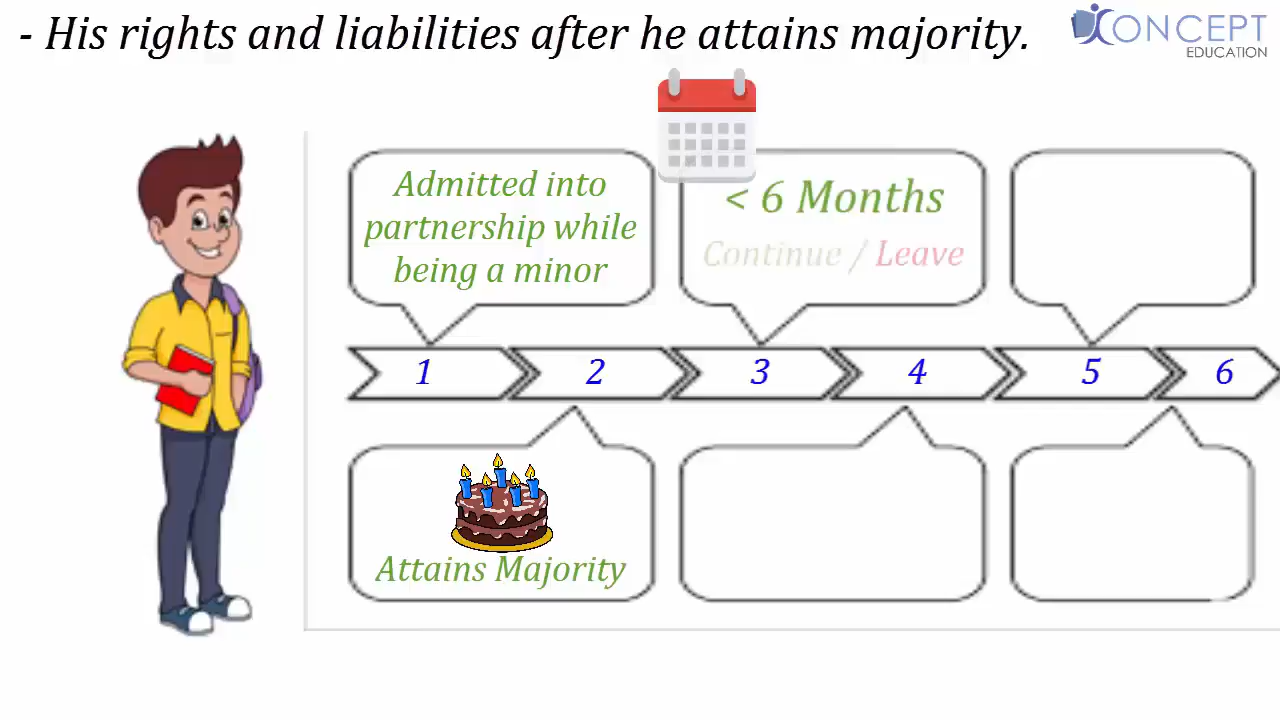 - His rights and liabilities after he attains majority.
CONCEPT
EDUCATION
Admitted into
partnership while
being a minor
< 6 Months
Continue / Leave
1 2 3 4 5 6
Attains Majority